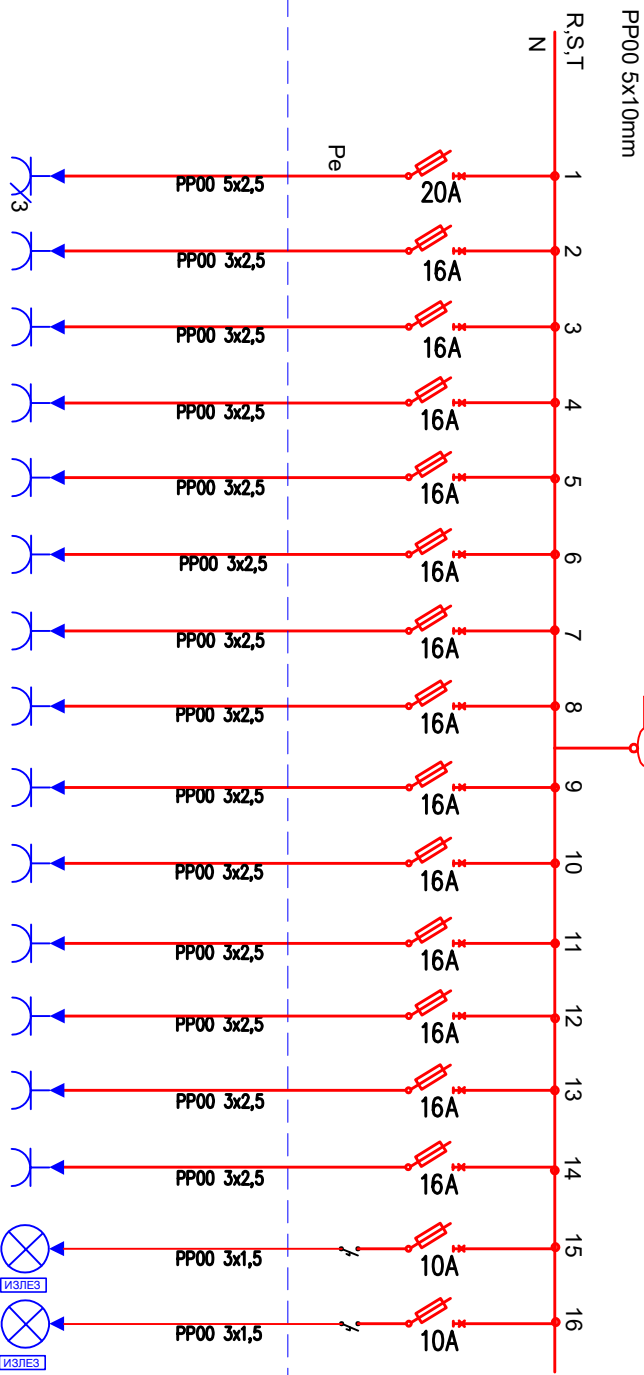 PP00 5x10mm
R,S,T
N
Pe
1
20A
PP00 5x2,5
3
2
16A
PP00 3x2,5
3
16A
PP00 3x2,5
4
16A
PP00 3x2,5
5
16A
PP00 3x2,5
6
16A
PP00 3x2,5
7
16A
PP00 3x2,5
8
16A
PP00 3x2,5
9
16A
PP00 3x2,5
10
16A
PP00 3x2,5
11
16A
PP00 3x2,5
12
16A
PP00 3x2,5
13
16A
PP00 3x2,5
14
16A
PP00 3x2,5
15
10A
PP00 3x1,5
ИЗЛЕЗ
16
10A
PP00 3x1,5
ИЗЛЕЗ